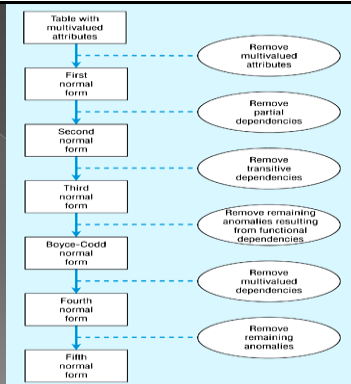 Table with
multivalued
attributes
Remove
multivalued
attributes
First
normal
form
Remove
partial
dependencies
Second
normal
form
Remove
transitive
dependencies
Third
normal
form
Remove remaining
anomalies resulting
from functional
dependencies
Boyce-Codd
normal
form
Remove
multivalued
dependencies
Fourth
normal
form
Remove
remaining
anomalies
Fifth
normal
form